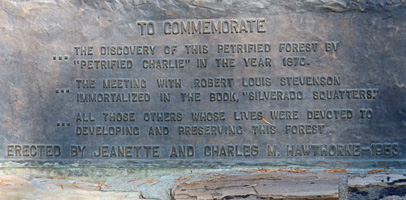 TO COMMEMORATE
... THE DISCOVERY OF THIS PETRIFIED FOREST BY
"PETRIFIED CHARLIE" IN THE YEAR 1870.
... THE MEETING WITH ROBERT LOUIS STEVENSON
IMMORTALIZED IN THE BOOK, "SILVERADO SQUATTERS."
... ALL THOSE OTHERS WHOSE LIVES WERE DEVOTED TO
DEVELOPING AND PRESERVING THIS FOREST.
ERECTED BY JEANETTE AND CHARLES M. HAWTHORNE—